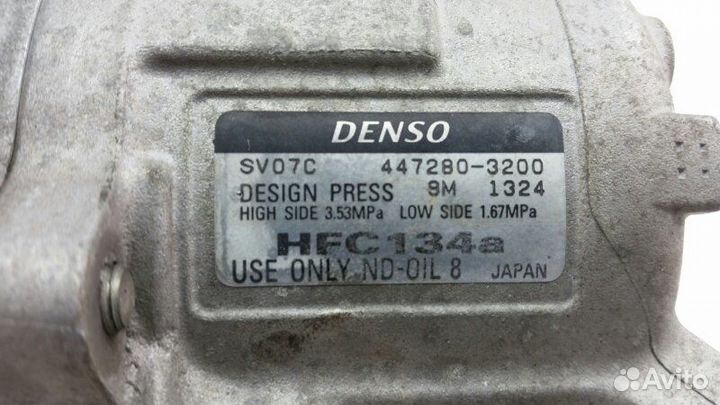 DENSO
SV07C 447280-3200
DESIGN PRESS 9M 1324
HIGH SIDE 3.53MPa LOW SIDE 1.67MPa
HFC134a
USE ONLY ND-OIL 8 JAPAN
Avito